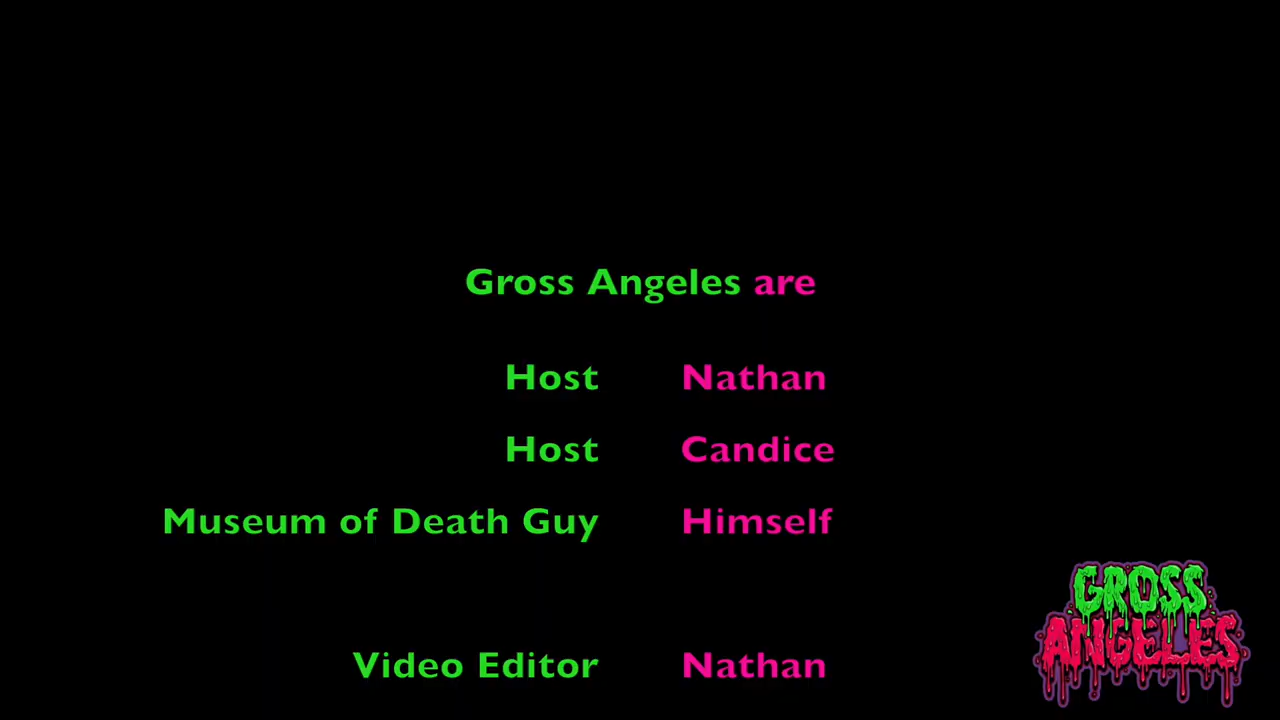 Gross Angeles are
Host Nathan
Host Candice
Museum of Death Guy Himself
Video Editor Nathan
GROSS
ANGELES